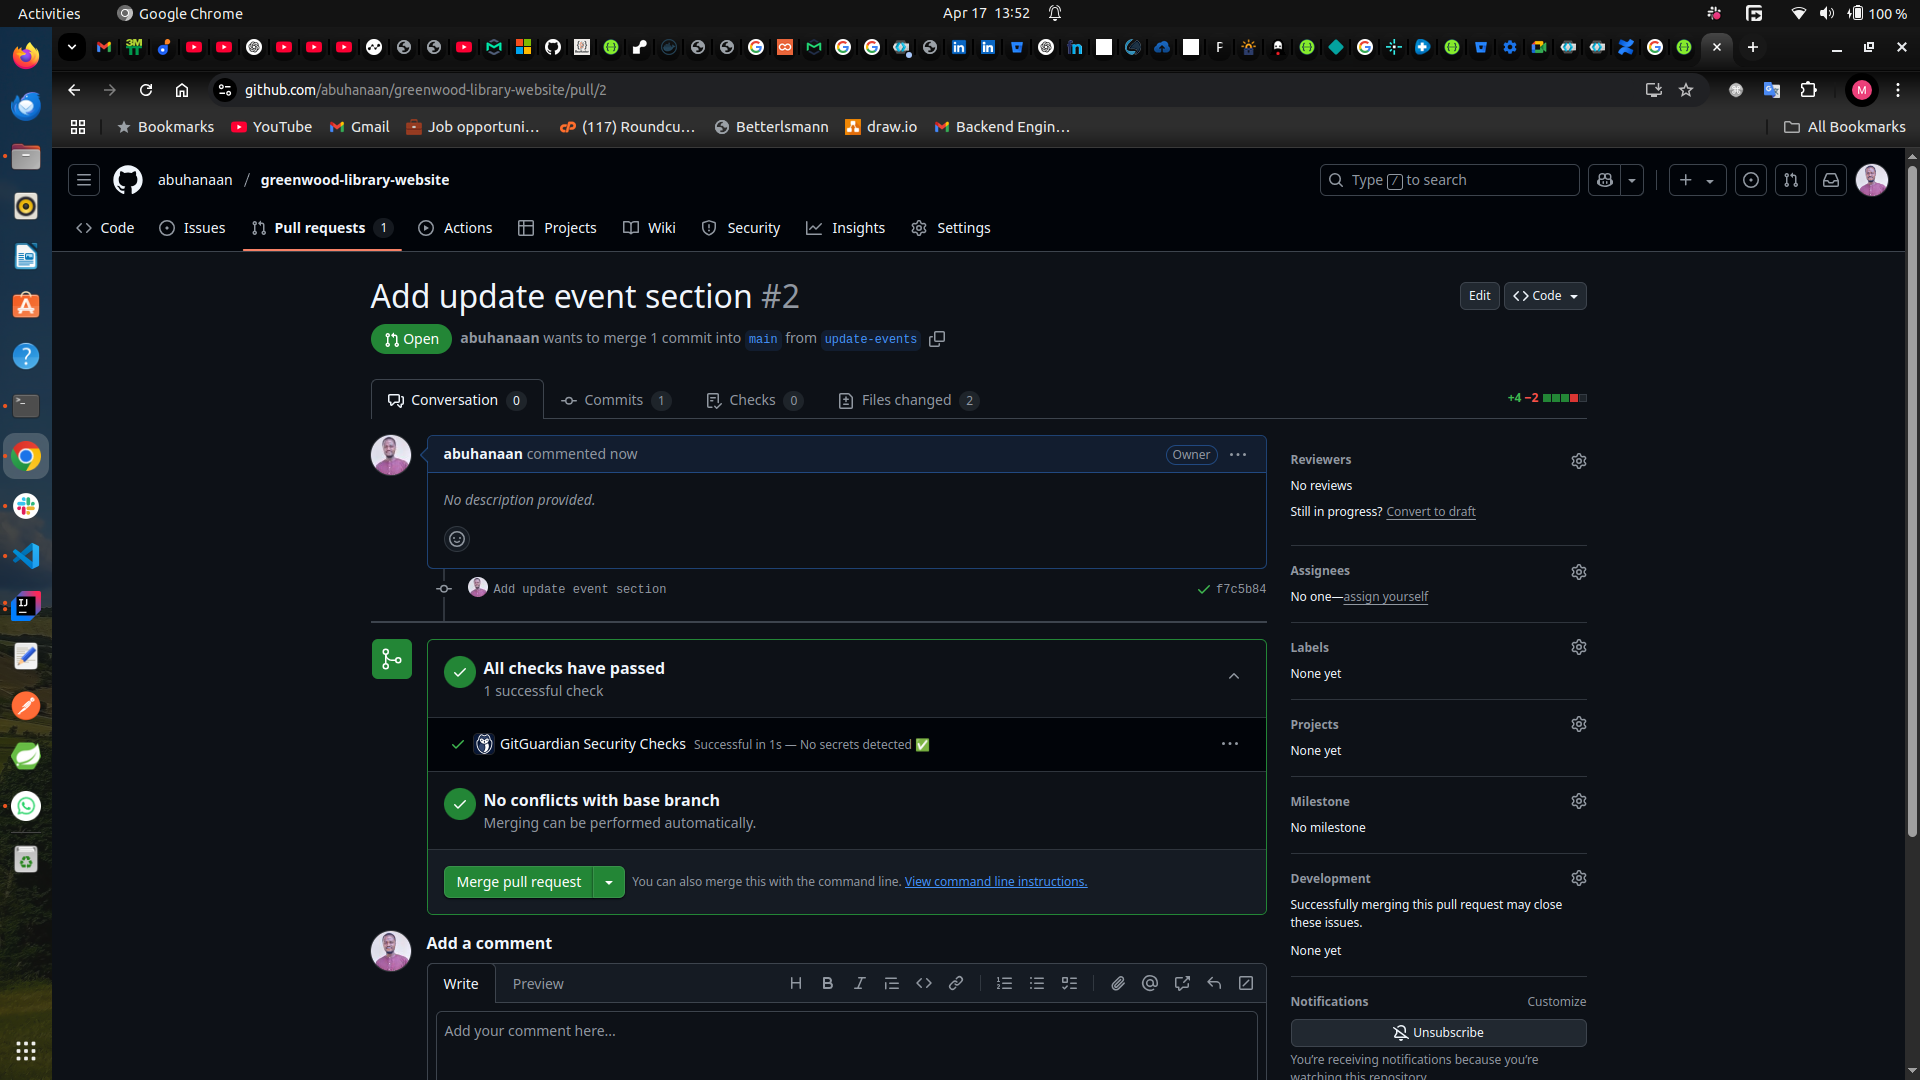 Activities
Google Chrome
Apr 17 13:52
100 %
github.com/abuhanaan/greenwood-library-website/pull/2
M
Bookmarks
YouTube
Gmail
Job opportuni…
(117) Roundcu…
Betterlsmann
draw.io
Backend Engin…
All Bookmarks
abuhanaan / greenwood-library-website
Type / to search
Code
Issues
Pull requests 1
Actions
Projects
Wiki
Security
Insights
Settings
Add update event section #2
Edit
Code
Open
abuhanaan wants to merge 1 commit into main from update-events
Conversation 0
Commits 1
Checks 0
Files changed 2
+4 −2
abuhanaan commented now
Owner
No description provided.
Add update event section
f7c5b84
All checks have passed
1 successful check
GitGuardian Security Checks Successful in 1s — No secrets detected ✅
No conflicts with base branch
Merging can be performed automatically.
Merge pull request
You can also merge this with the command line. View command line instructions.
Add a comment
Write
Preview
Add your comment here...
Reviewers
No reviews
Still in progress? Convert to draft
Assignees
No one—assign yourself
Labels
None yet
Projects
None yet
Milestone
No milestone
Development
Successfully merging this pull request may close
these issues.
None yet
Notifications
Customize
Unsubscribe
You’re receiving notifications because you’re
watching this repository.